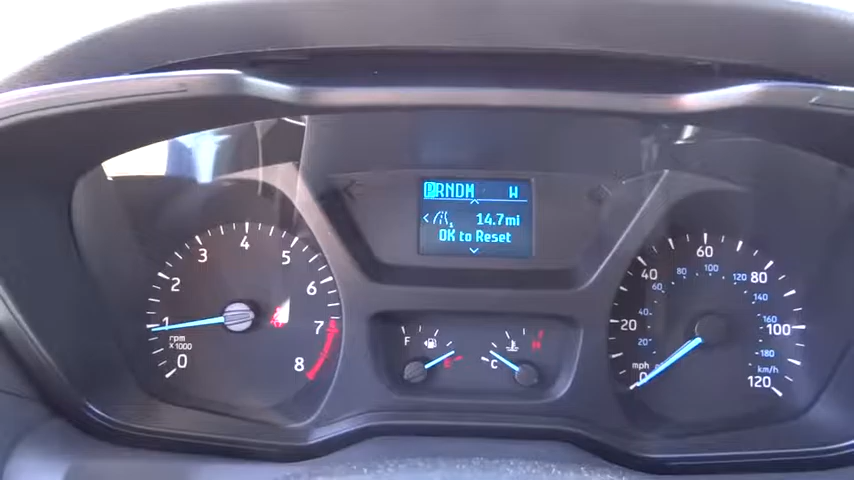 PRNDM W
14.7mi
OK to Reset
0 1 2 3 4 5 6 7 8
rpm
x 1000
F E
C H
0 20 40 60 80 100 120
20 40 60 80 100 120 140 160 180
mph
km/h